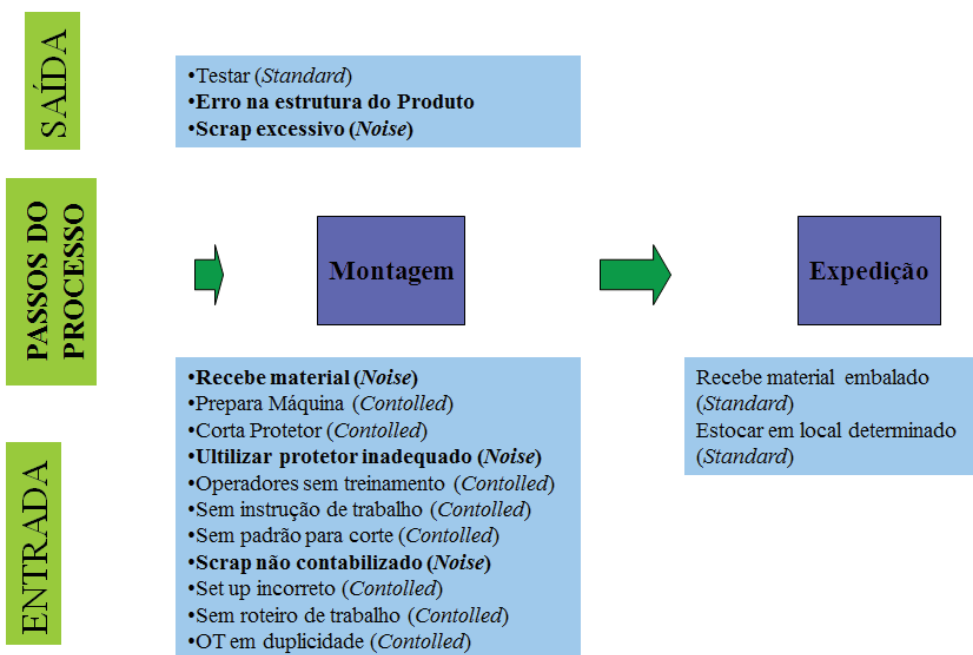 SAÍDA
•Testar (Standard)
•Erro na estrutura do Produto
•Scrap excessivo (Noise)
PASSOS DO
PROCESSO
Montagem
Expedição
ENTRADA
•Recebe material (Noise)
•Prepara Máquina (Contolled)
•Corta Protetor (Contolled)
•Ultilizar protetor inadequado (Noise)
•Operadores sem treinamento (Contolled)
•Sem instrução de trabalho (Contolled)
•Sem padrão para corte (Contolled)
•Scrap não contabilizado (Noise)
•Set up incorreto (Contolled)
•Sem roteiro de trabalho (Contolled)
•OT em duplicidade (Contolled)
Recebe material embalado
(Standard)
Estocar em local determinado
(Standard)